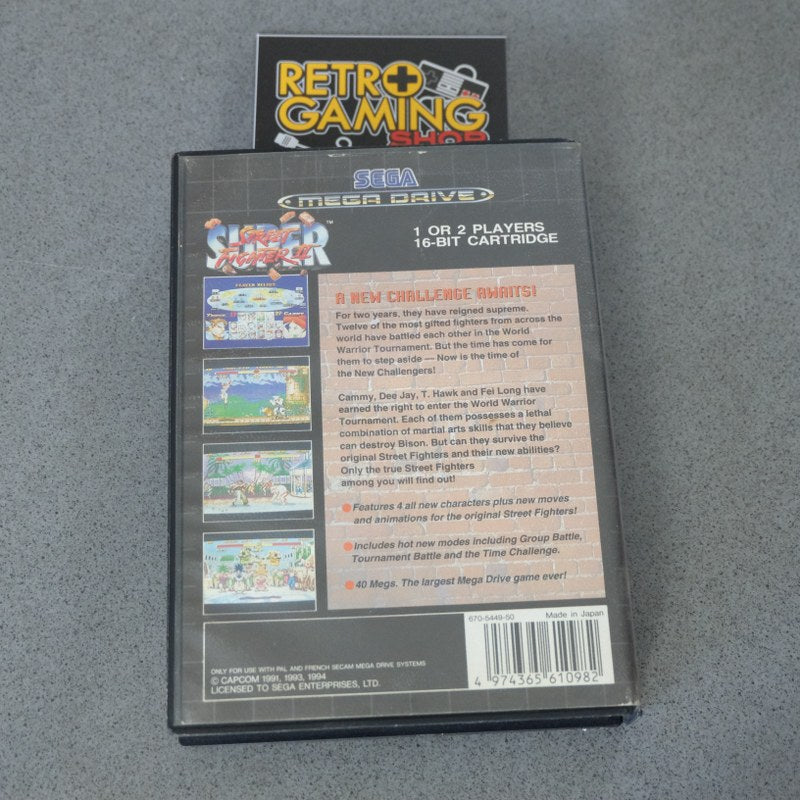 RETRO
GAMING
SHOP
SEGA
MEGA DRIVE
SUPER
STREET
FIGHTER II
™
1 OR 2 PLAYERS
16-BIT CARTRIDGE
PLAYER SELECT
A NEW CHALLENGE AWAITS!
For two years, they have reigned supreme.
Twelve of the most gifted fighters from across the
world have battled each other in the World
Warrior Tournament. But the time has come for
them to step aside — Now is the time of
the New Challengers!
Cammy, Dee Jay, T. Hawk and Fei Long have
earned the right to enter the World Warrior
Tournament. Each of them possesses a lethal
combination of martial arts skills that they believe
can destroy Bison. But can they survive the
original Street Fighters and their new abilities?
Only the true Street Fighters
among you will find out!
Features 4 all new characters plus new moves
and animations for the original Street Fighters!
Includes hot new modes including Group Battle,
Tournament Battle and the Time Challenge.
40 Megs. The largest Mega Drive game ever!
670-5449-50 Made in Japan
4 974365 610982
ONLY FOR USE WITH PAL AND FRENCH SECAM MEGA DRIVE SYSTEMS
© CAPCOM 1991, 1993, 1994
LICENSED TO SEGA ENTERPRISES, LTD.